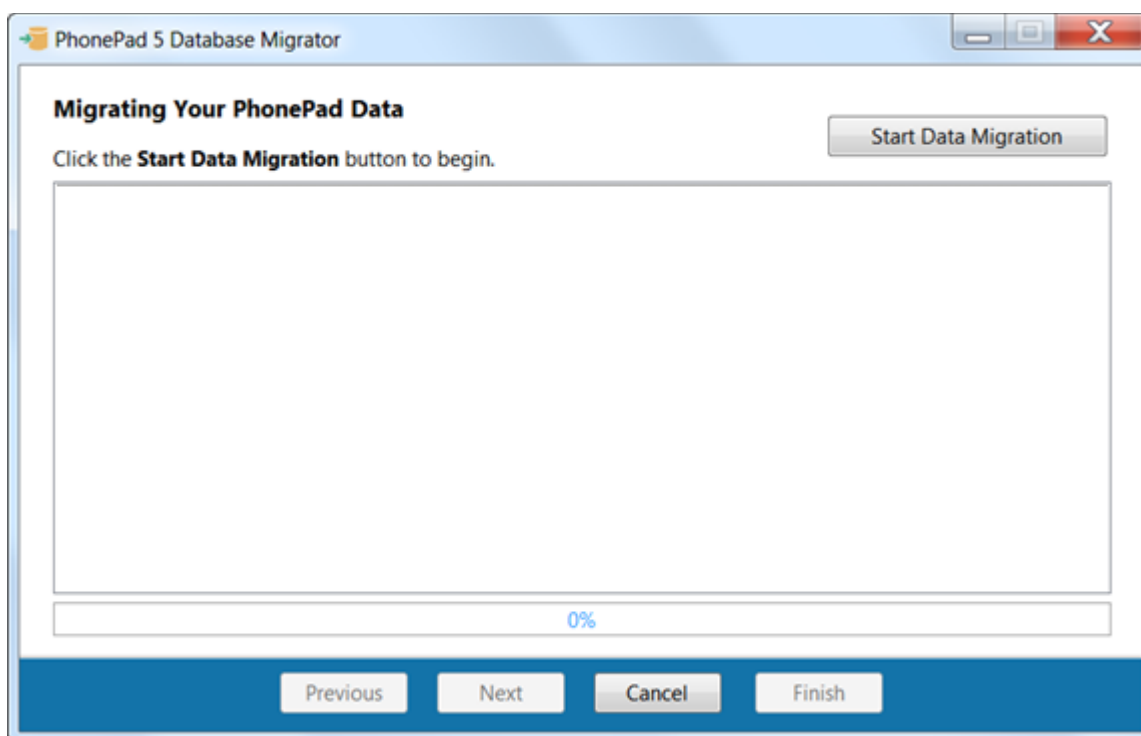 PhonePad 5 Database Migrator
Migrating Your PhonePad Data
Start Data Migration
Click the Start Data Migration button to begin.
0%
Previous Next Cancel Finish